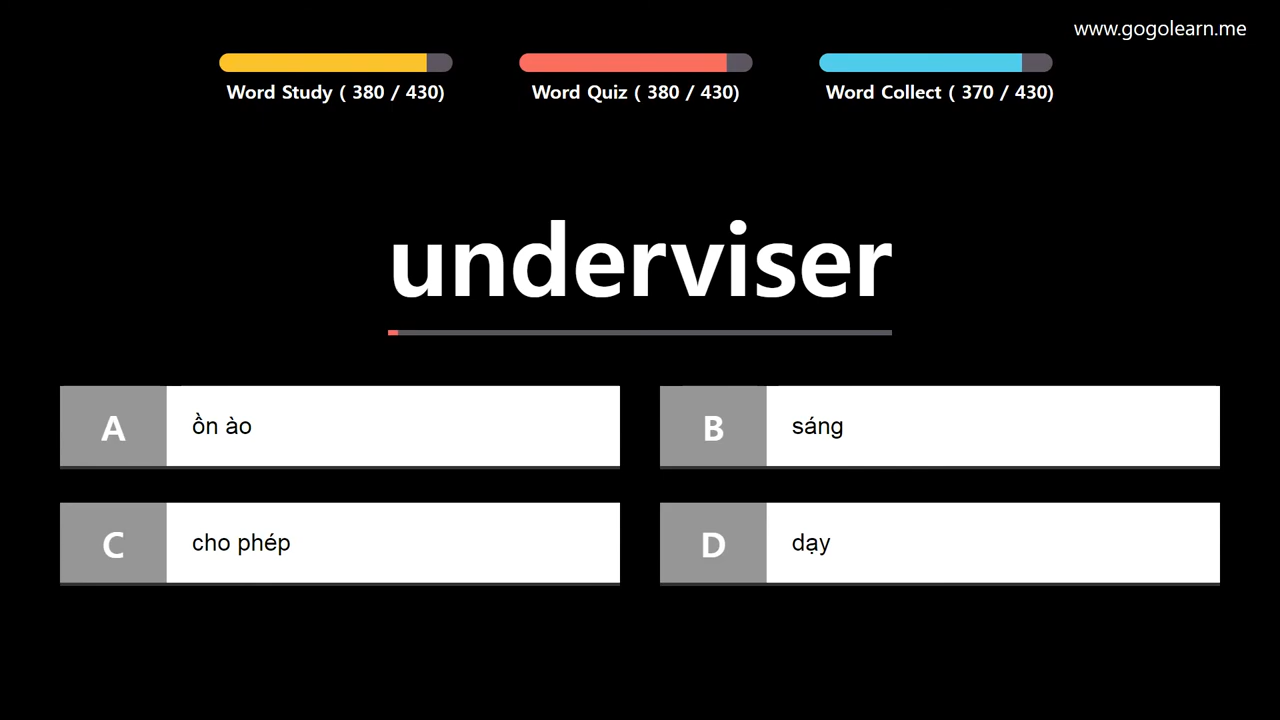 www.gogolearn.me
Word Study ( 380 / 430)
Word Quiz ( 380 / 430)
Word Collect ( 370 / 430)
underviser
A ồn ào
B sáng
C cho phép
D dạy